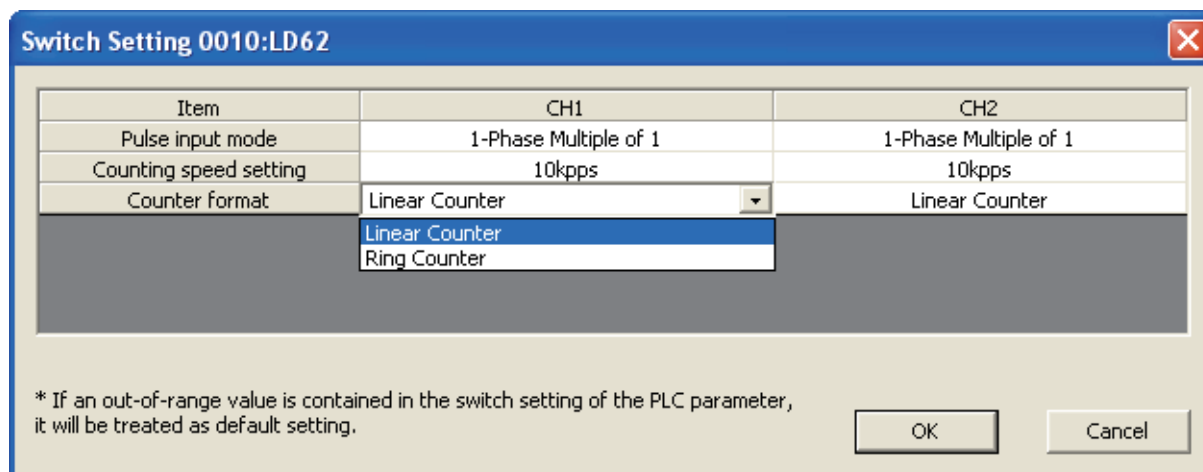 Switch Setting 0010:LD62
Item CH1 CH2
Pulse input mode 1-Phase Multiple of 1 1-Phase Multiple of 1
Counting speed setting 10kpps 10kpps
Counter format Linear Counter Linear Counter
Linear Counter
Ring Counter
* If an out-of-range value is contained in the switch setting of the PLC parameter,
it will be treated as default setting.
OK Cancel